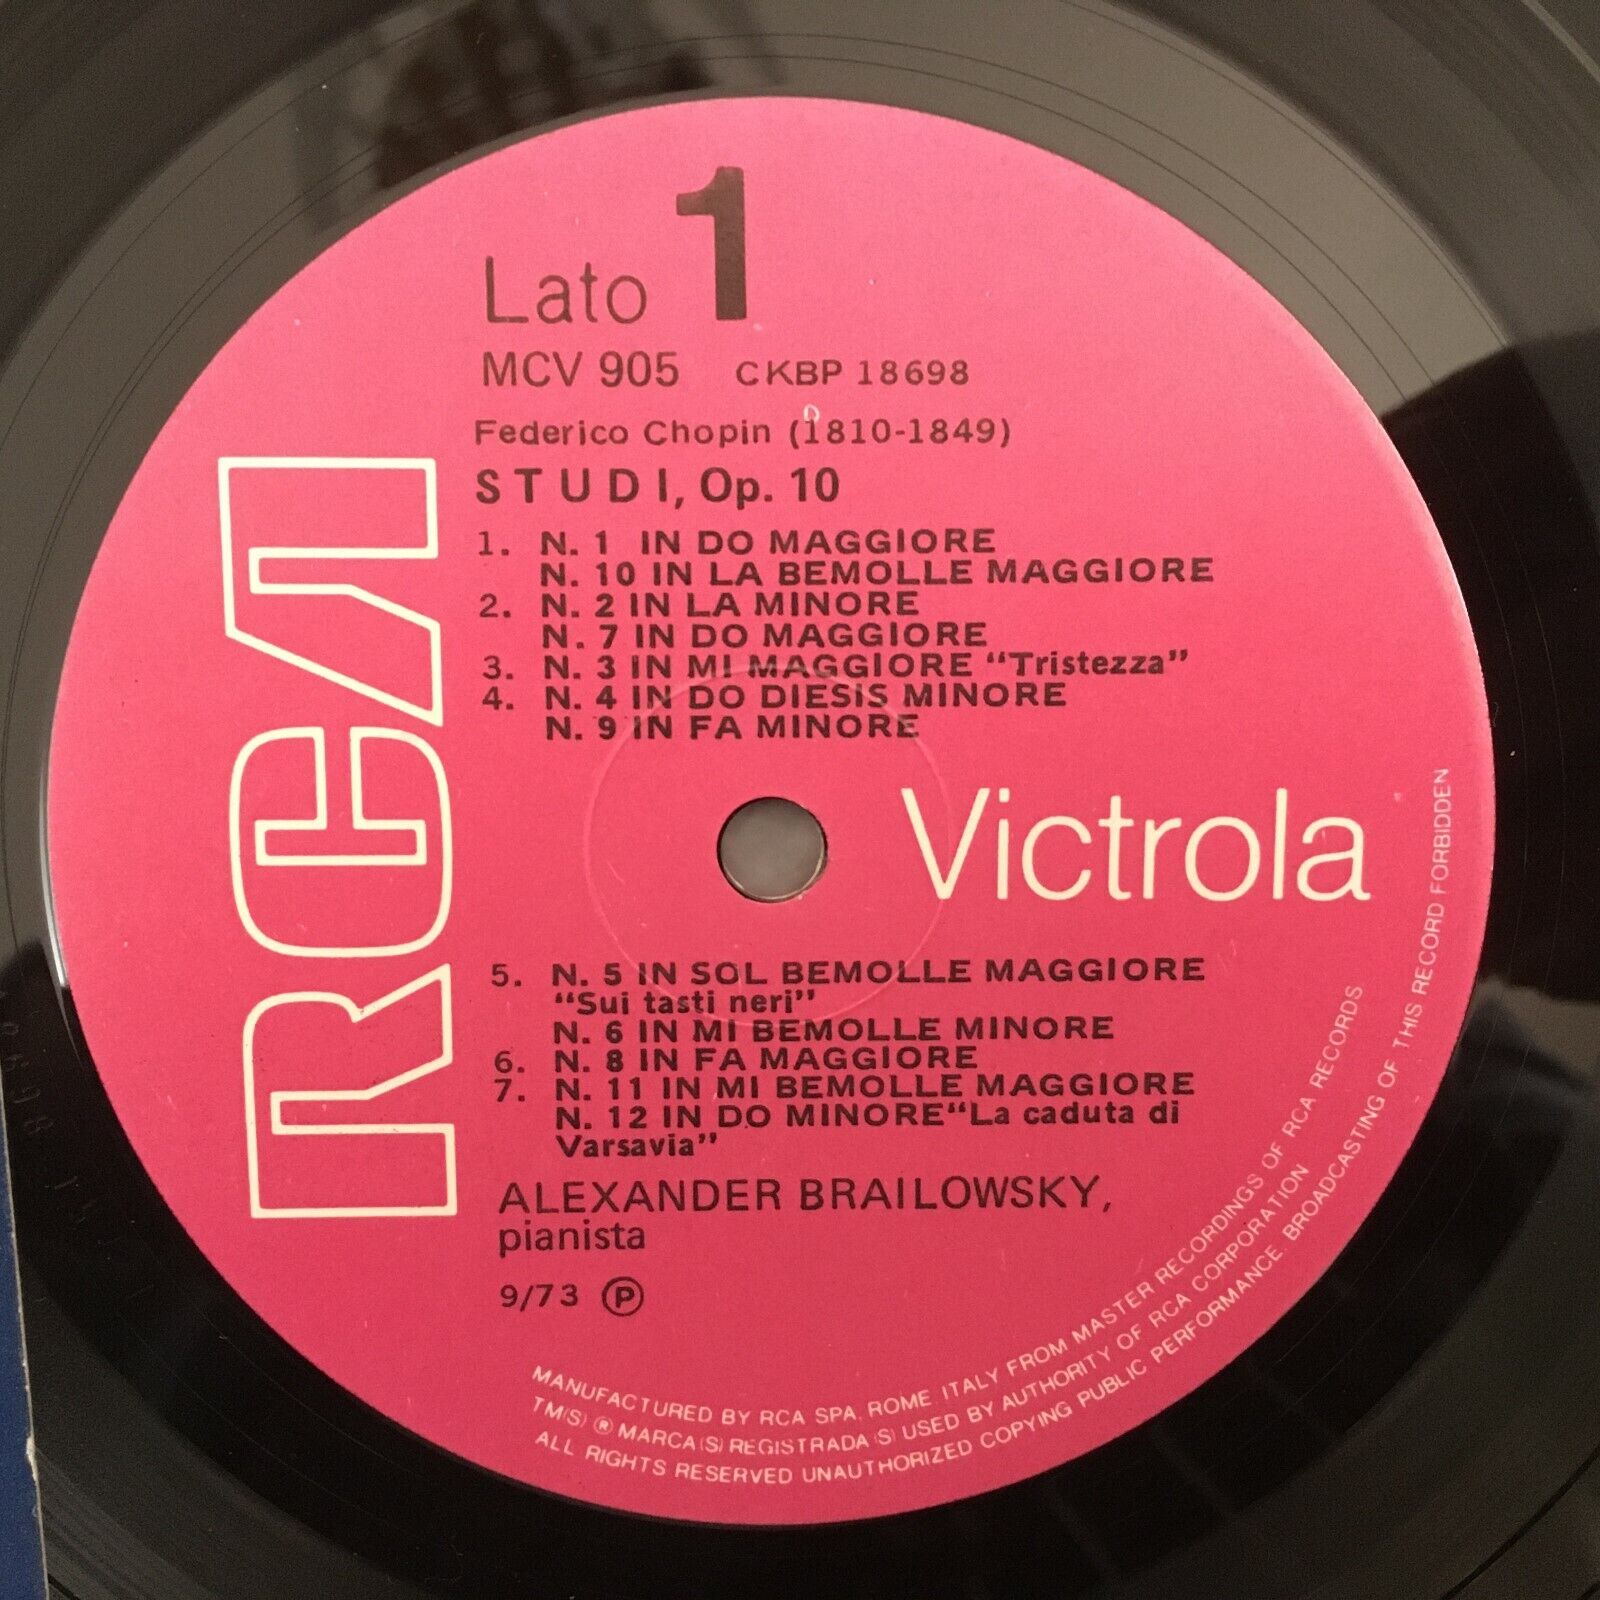 Lato 1
MCV 905 CKBP 18698
Federico Chopin (1810-1849)
STUDI, Op. 10
1. N. 1 IN DO MAGGIORE
N. 10 IN LA BEMOLLE MAGGIORE
2. N. 2 IN LA MINORE
N. 7 IN DO MAGGIORE
3. N. 3 IN MI MAGGIORE "Tristezza"
4. N. 4 IN DO DIESIS MINORE
N. 9 IN FA MINORE
RCA
Victrola
5. N. 5 IN SOL BEMOLLE MAGGIORE
"Sui tasti neri"
N. 6 IN MI BEMOLLE MINORE
6. N. 8 IN FA MAGGIORE
7. N. 11 IN MI BEMOLLE MAGGIORE
N. 12 IN DO MINORE "La caduta di
Varsavia"
ALEXANDER BRAILOWSKY,
pianista
9/73 Ⓟ
MANUFACTURED BY RCA SPA, ROME ITALY FROM MASTER RECORDINGS OF RCA RECORDS
TM(S) ® MARCA(S) REGISTRADA(S) USED BY AUTHORITY OF RCA CORPORATION
ALL RIGHTS RESERVED UNAUTHORIZED COPYING PUBLIC PERFORMANCE BROADCASTING OF THIS RECORD FORBIDDEN